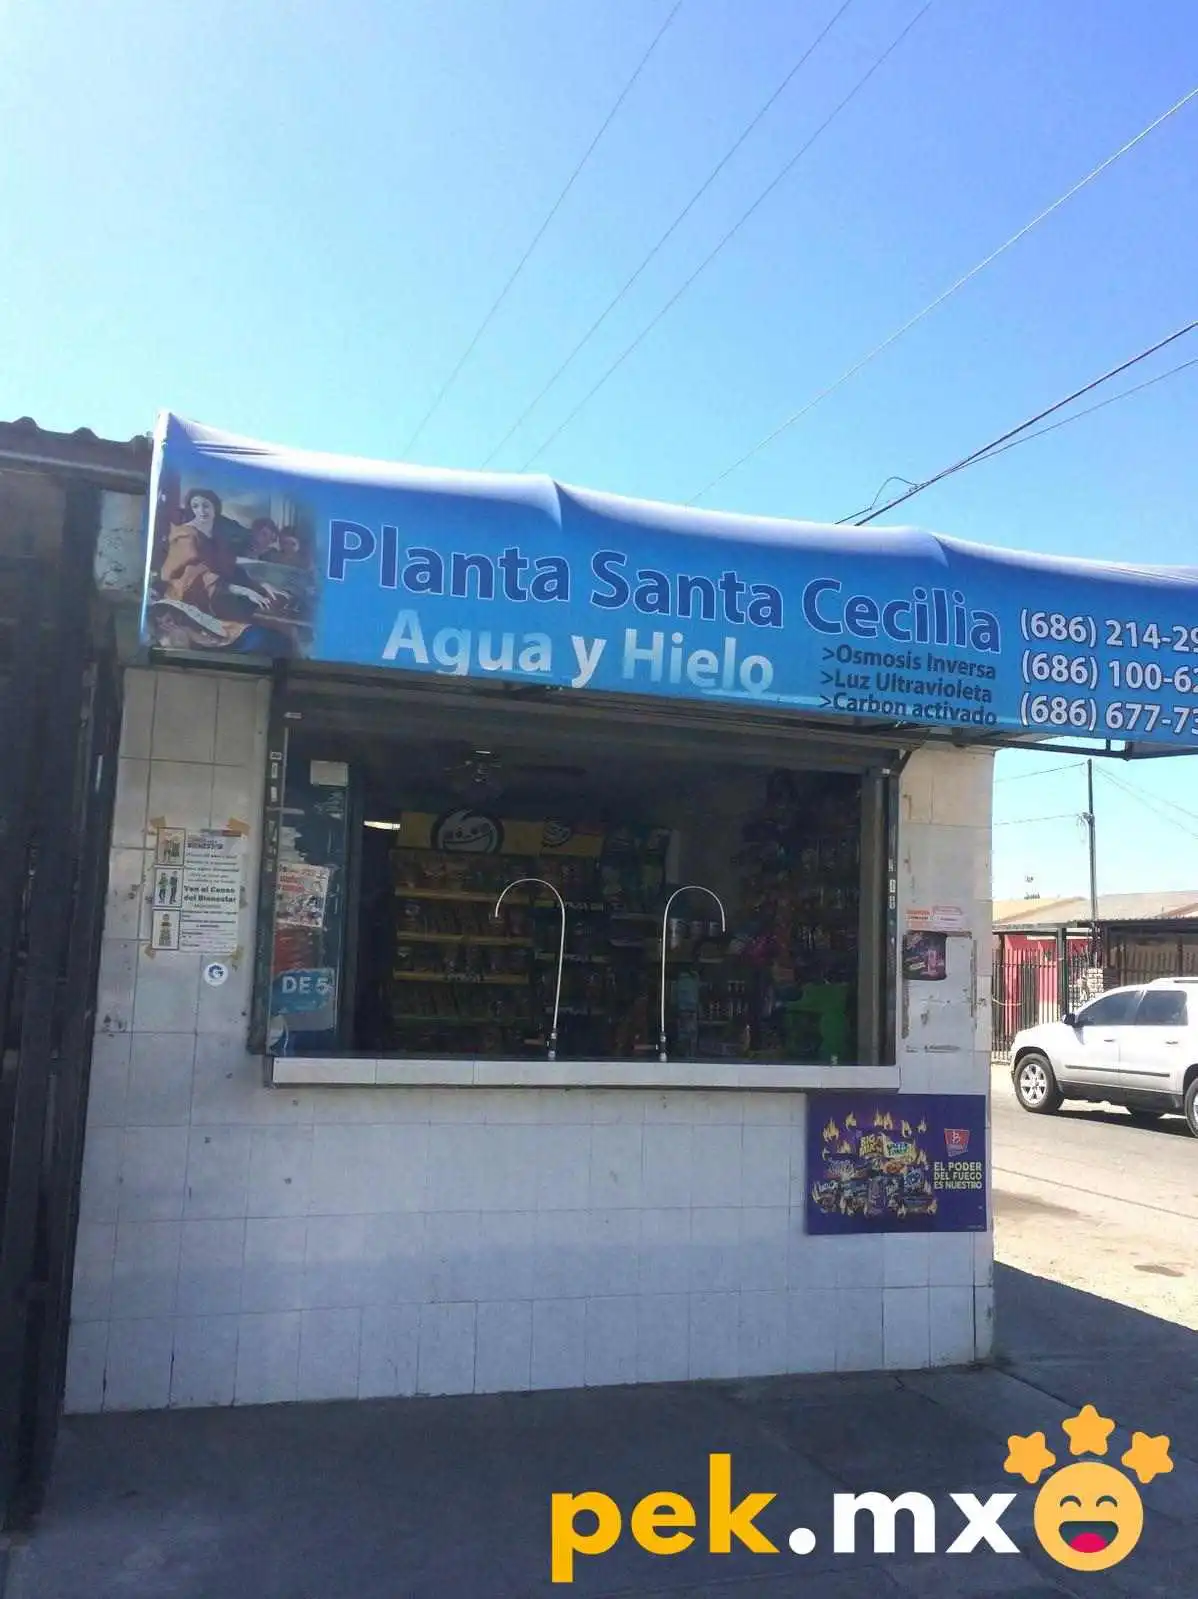 Planta Santa Cecilia
Agua y Hielo
>Osmosis Inversa
>Luz Ultravioleta
>Carbon activado
(686) 214-29
(686) 100-62
(686) 677-73
BIENESTAR
Ven al Censo
del Bienestar
G
DE 5
EL PODER
DEL FUEGO
ES NUESTRO
pek.mx